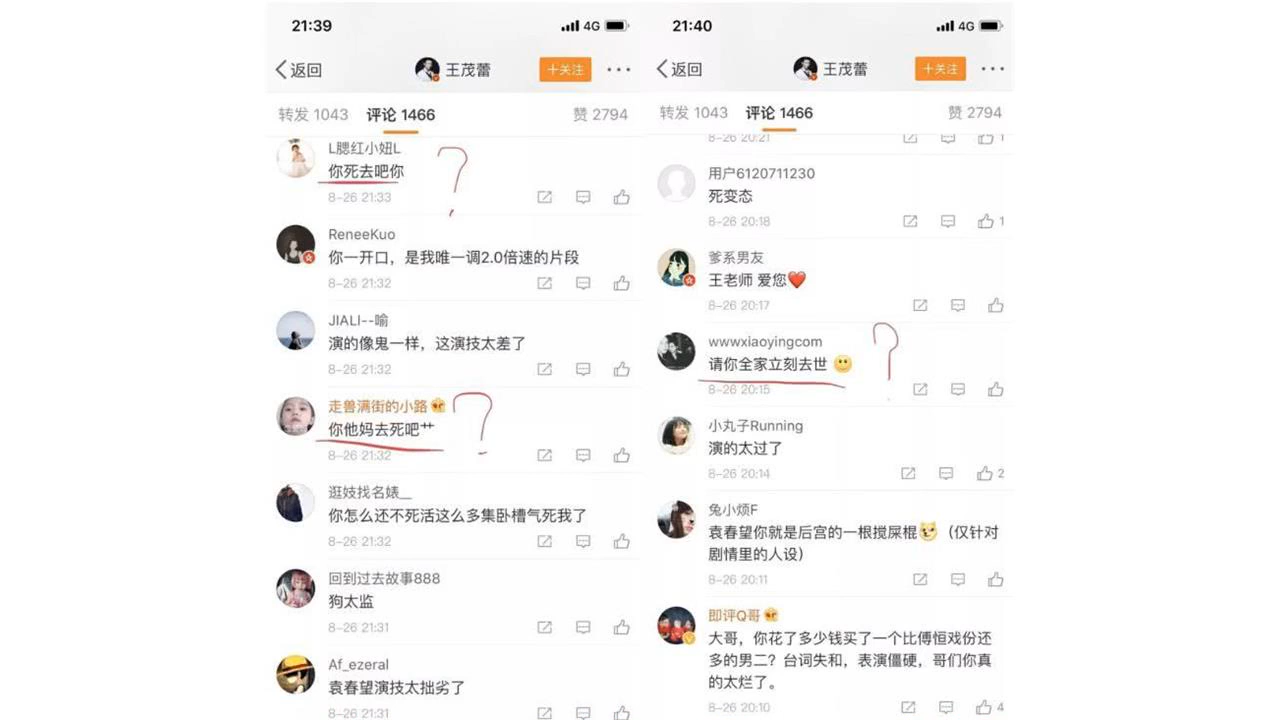 21:39
4G
返回
王茂蕾
+关注
转发 1043 评论 1466 赞 2794
L腮红小妞L
你死去吧你
8-26 21:33
ReneeKuo
你一开口，是我唯一调2.0倍速的片段
8-26 21:32
JIALI--喻
演的像鬼一样，这演技太差了
8-26 21:32
走兽满街的小路
你他妈去死吧艹
8-26 21:32
逛妓找名婊__
你怎么还不死活这么多集卧槽气死我了
8-26 21:32
回到过去故事888
狗太监
8-26 21:31
Af_ezeral
袁春望演技太拙劣了
8-26 21:31
21:40
4G
返回
王茂蕾
+关注
转发 1043 评论 1466 赞 2794
8-26 20:21 1
用户6120711230
死变态
8-26 20:18 1
爹系男友
王老师 爱您❤️
8-26 20:17
wwwxiaoyingcom
请你全家立刻去世🙂
8-26 20:15
小丸子Running
演的太过了
8-26 20:14 2
兔小烦F
袁春望你就是后宫的一根搅屎棍（仅针对
剧情里的人设）
8-26 20:11
即评Q哥
大哥，你花了多少钱买了一个比傅恒戏份还
多的男二？台词失和，表演僵硬，哥们你真
的太烂了。
8-26 20:10 4